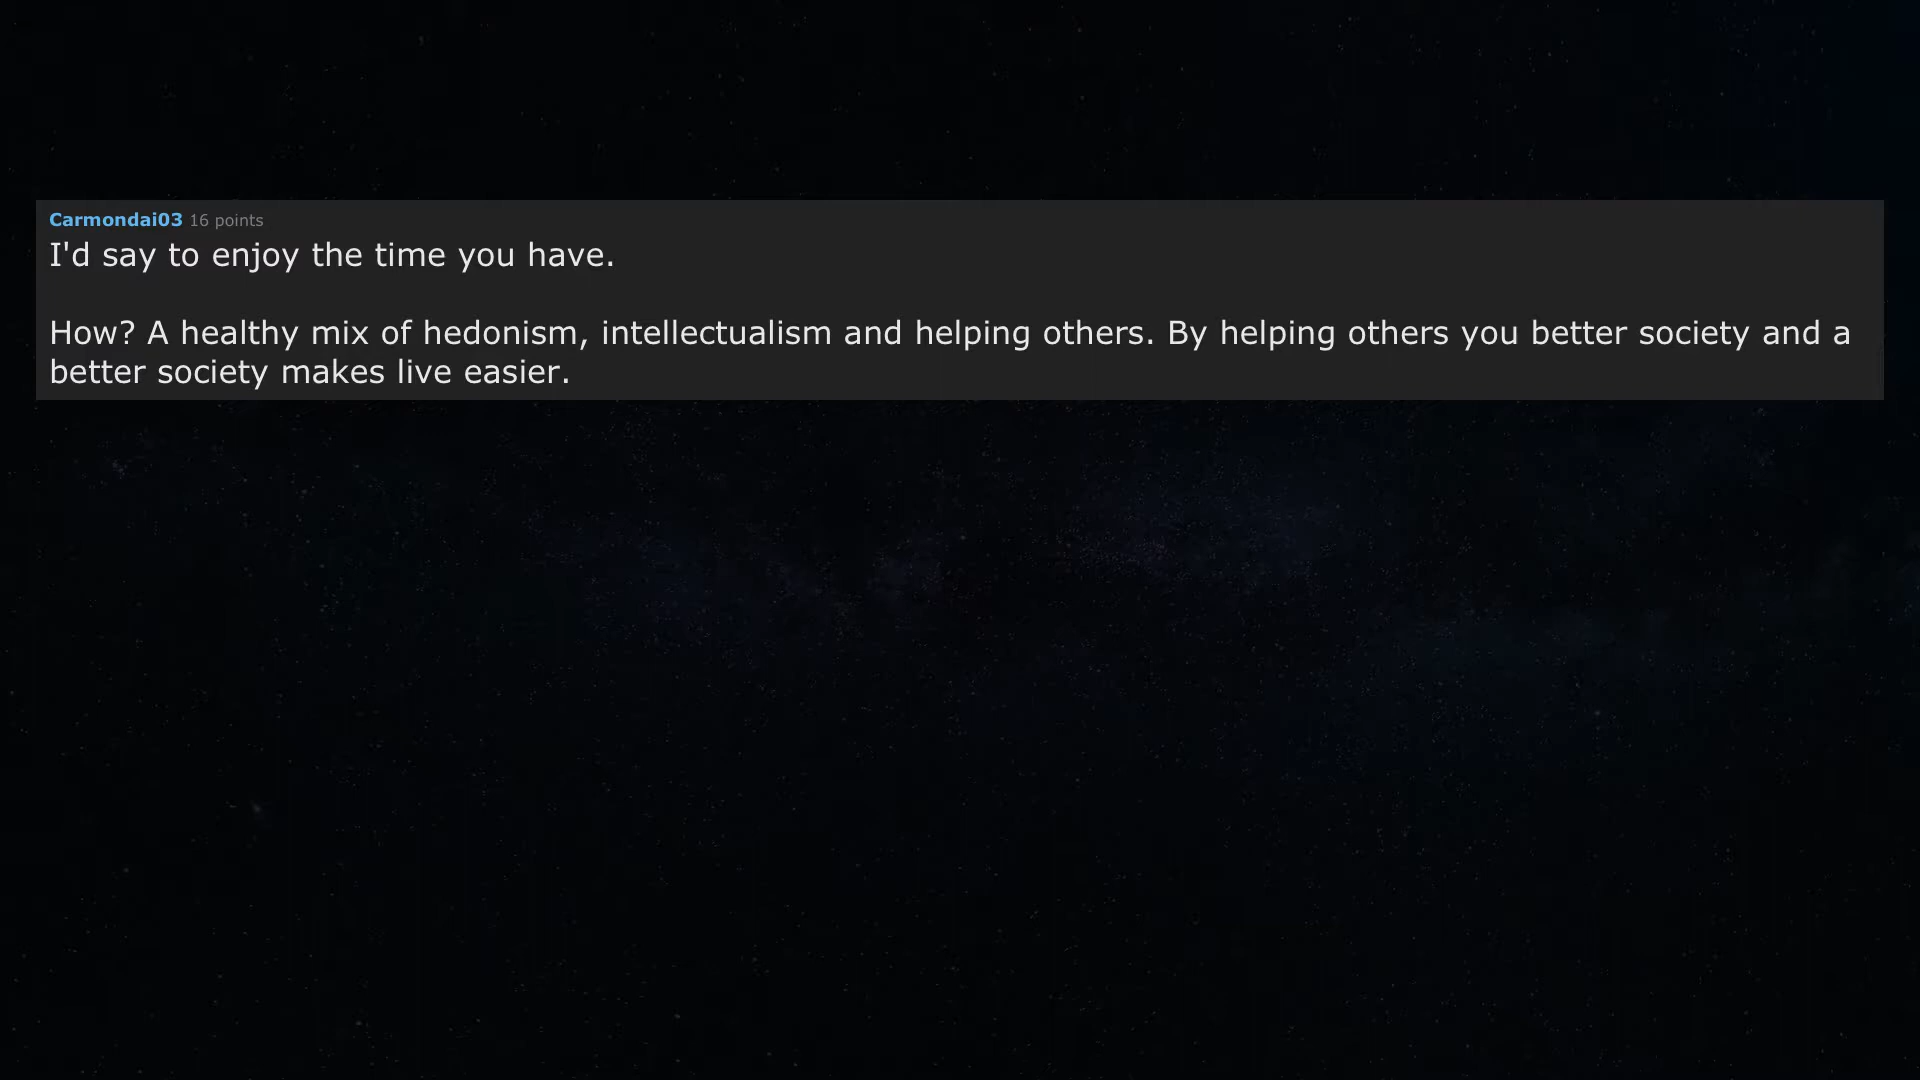 Carmondai03 16 points
I'd say to enjoy the time you have.
How? A healthy mix of hedonism, intellectualism and helping others. By helping others you better society and a
better society makes live easier.